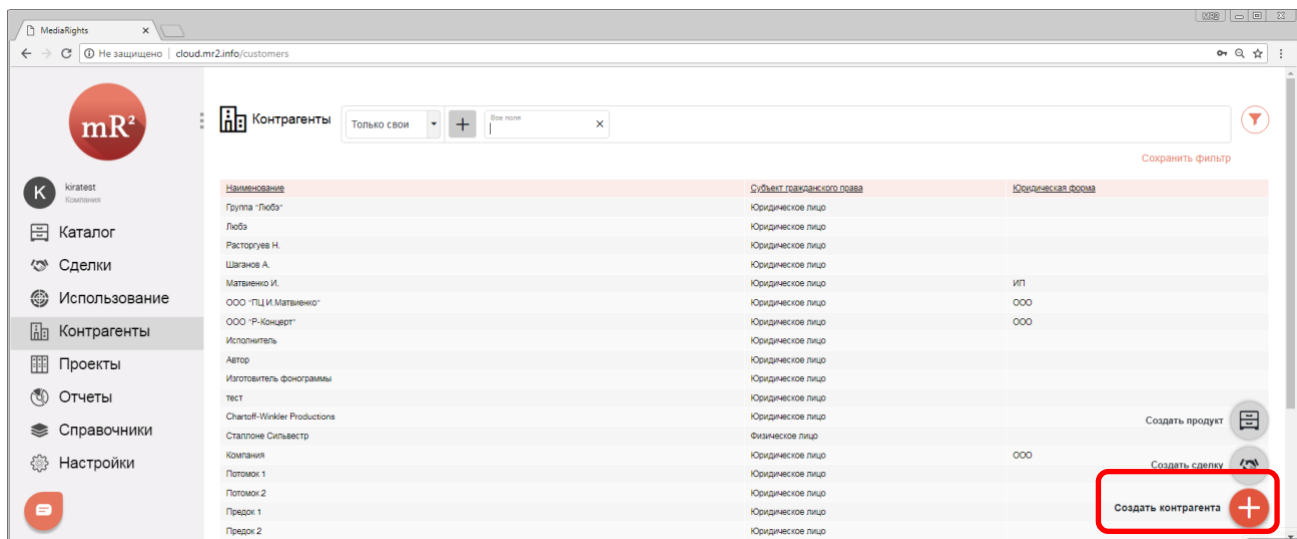 MediaRights
Не защищено | cloud.mr2.info/customers
mR²
Контрагенты
Только свои
Все поля
Сохранить фильтр
K
kiratest
Компания
Каталог
Сделки
Использование
Контрагенты
Проекты
Отчеты
Справочники
Настройки
Наименование Субъект гражданского права Юридическая форма
Группа "Любэ" Юридическое лицо
Любэ Юридическое лицо
Расторгуев Н. Юридическое лицо
Шаганов А. Юридическое лицо
Матвиенко И. Юридическое лицо ИП
ООО "ПЦ И.Матвиенко" Юридическое лицо ООО
ООО "Р-Концерт" Юридическое лицо ООО
Исполнитель Юридическое лицо
Автор Юридическое лицо
Изготовитель фонограммы Юридическое лицо
тест Юридическое лицо
Chartoff-Winkler Productions Юридическое лицо
Сталлоне Сильвестр Физическое лицо
Компания Юридическое лицо ООО
Потомок 1 Юридическое лицо
Потомок 2 Юридическое лицо
Предок 1 Юридическое лицо
Предок 2 Юридическое лицо
Создать продукт
Создать сделку
Создать контрагента